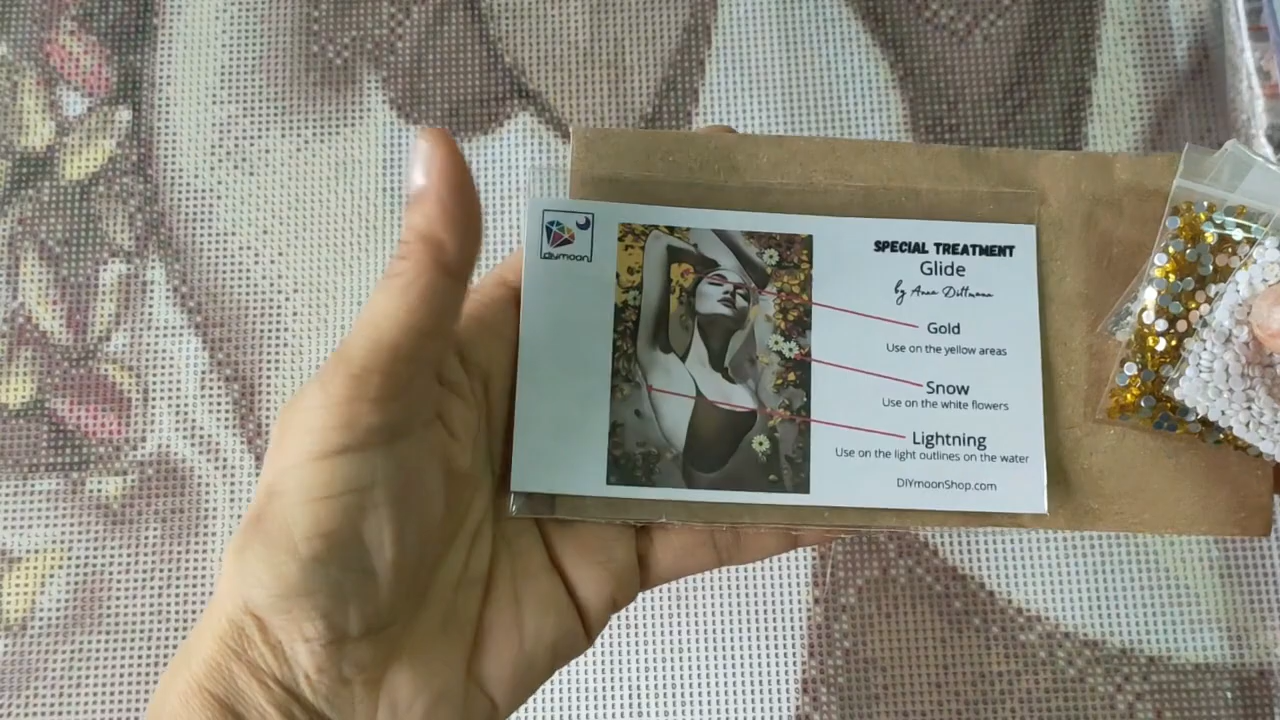 diymoon
SPECIAL TREATMENT
Glide
by Anna Dittmann
Gold
Use on the yellow areas
Snow
Use on the white flowers
Lightning
Use on the light outlines on the water
DIYmoonShop.com